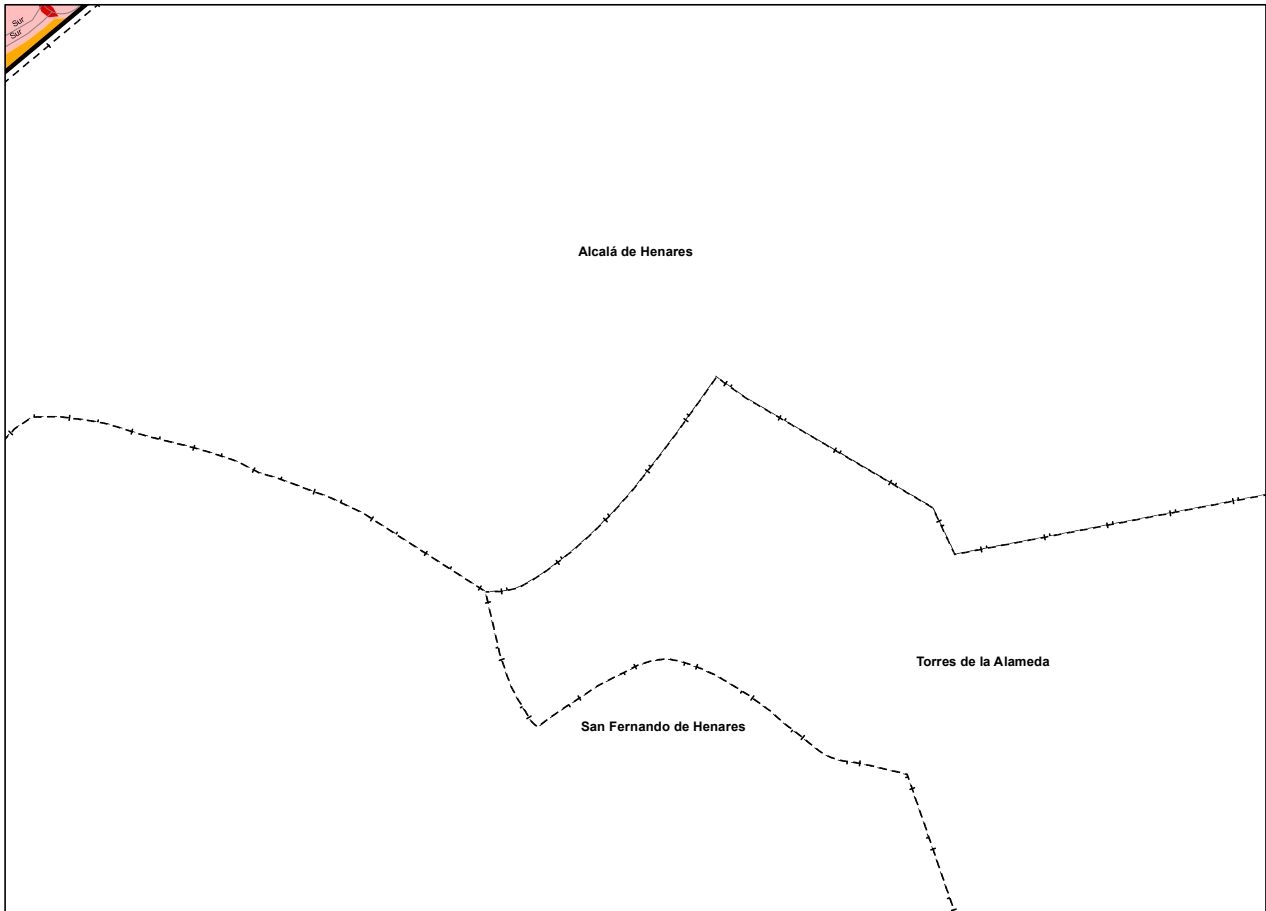 Sur
Sur
Alcalá de Henares
Torres de la Alameda
San Fernando de Henares